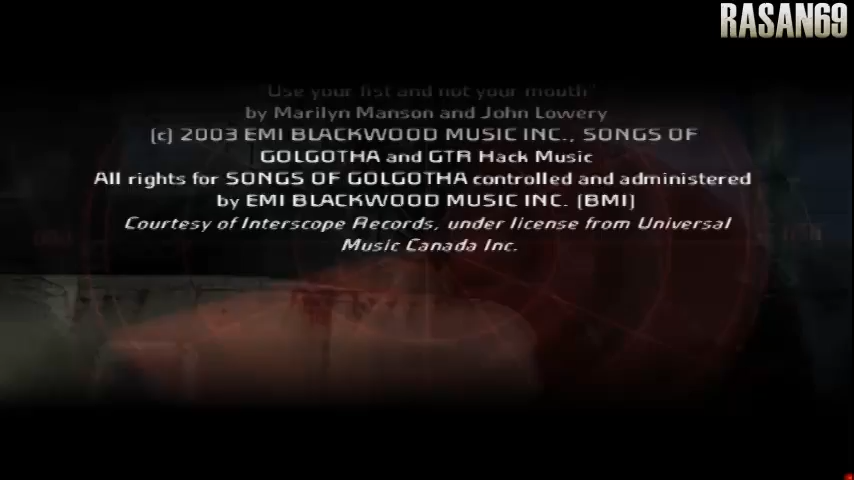 RASAN69
"Use your fist and not your mouth"
by Marilyn Manson and John Lowery
(c) 2003 EMI BLACKWOOD MUSIC INC., SONGS OF
GOLGOTHA and GTR Hack Music
All rights for SONGS OF GOLGOTHA controlled and administered
by EMI BLACKWOOD MUSIC INC. (BMI)
Courtesy of Interscope Records, under license from Universal
Music Canada Inc.